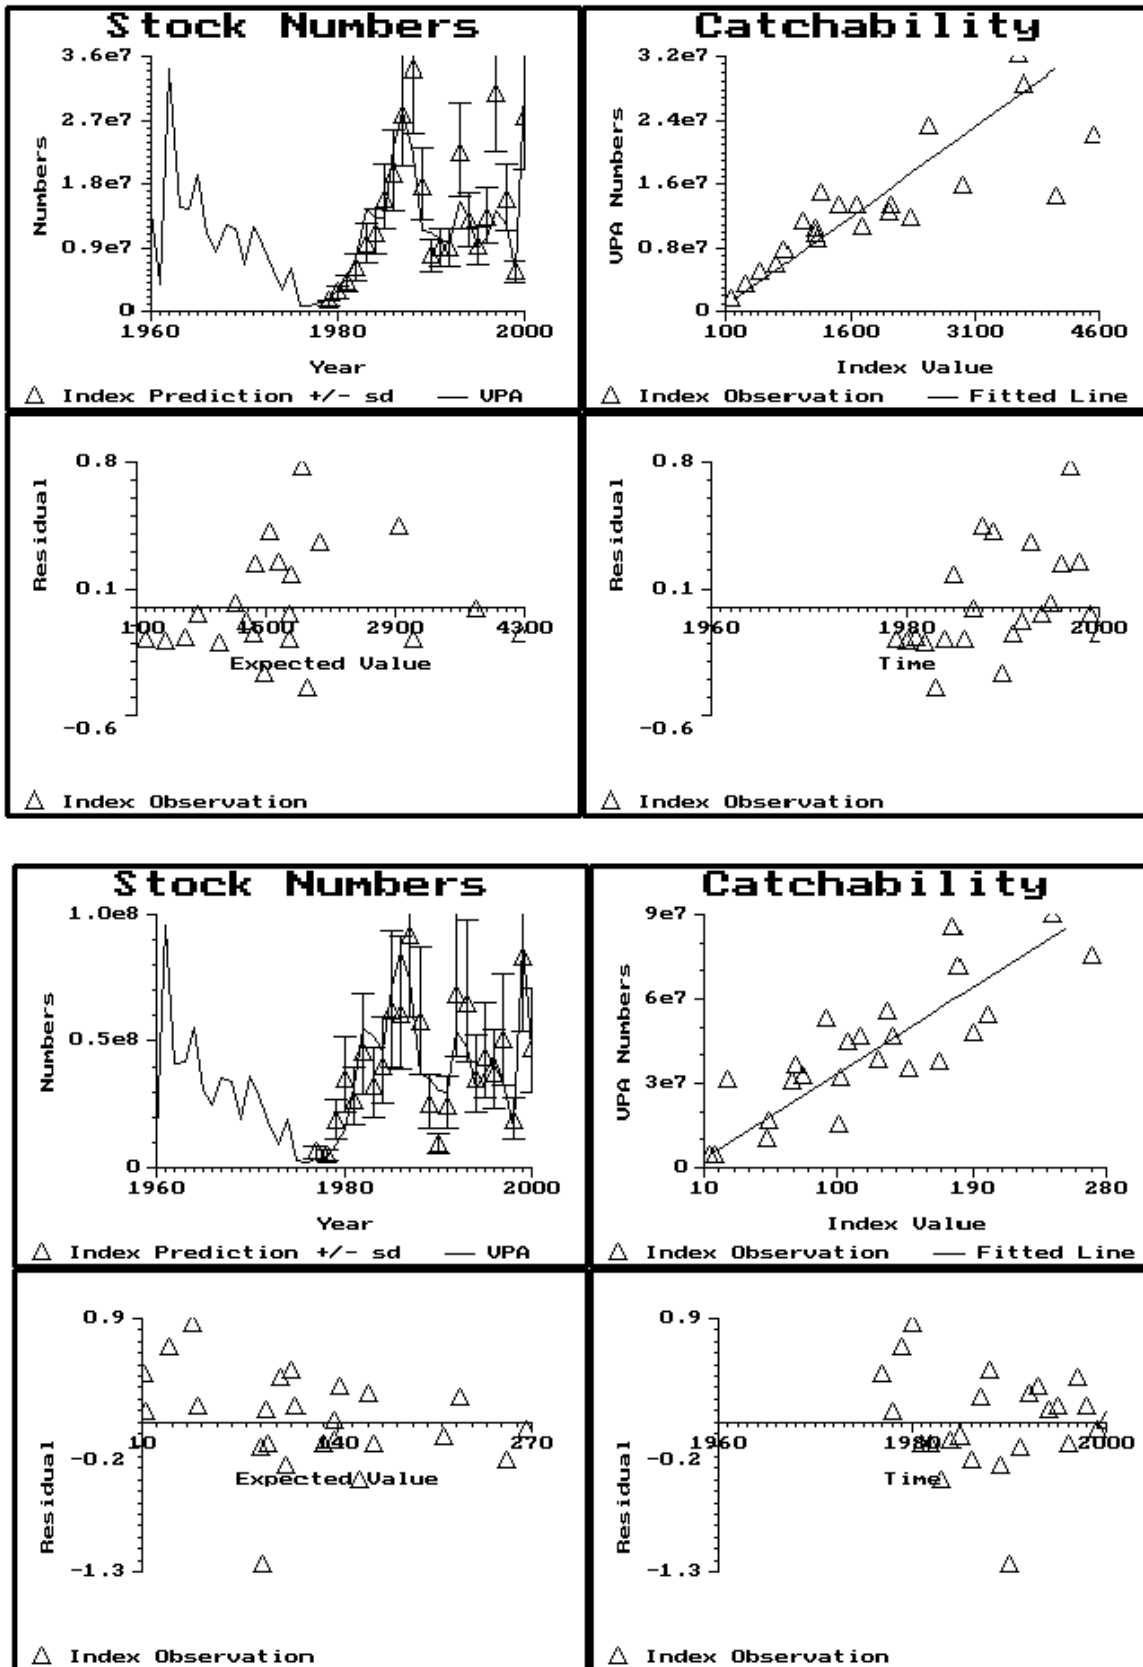 Stock Numbers
3.6e7
2.7e7
1.8e7
0.9e7
0
Numbers
1960 1980 2000
Year
△ Index Prediction +/- sd — VPA
Catchability
3.2e7
2.4e7
1.6e7
0.8e7
0
VPA Numbers
100 1600 3100 4600
Index Value
△ Index Observation — Fitted Line
0.8
0.1
-0.6
Residual
100 1600 2900 4300
Expected Value
△ Index Observation
0.8
0.1
-0.6
Residual
1960 1980 2000
Time
△ Index Observation
Stock Numbers
1.0e8
0.5e8
0
Numbers
1960 1980 2000
Year
△ Index Prediction +/- sd — VPA
Catchability
9e7
6e7
3e7
0
VPA Numbers
10 100 190 280
Index Value
△ Index Observation — Fitted Line
0.9
-0.2
-1.3
Residual
10 140 270
Expected Value
△ Index Observation
0.9
-0.2
-1.3
Residual
1960 1980 2000
Time
△ Index Observation